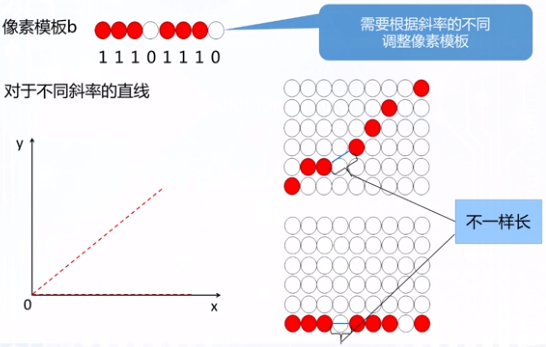 像素模板b
1 1 1 0 1 1 1 0
需要根据斜率的不同
调整像素模板
对于不同斜率的直线
y
0
x
不一样长